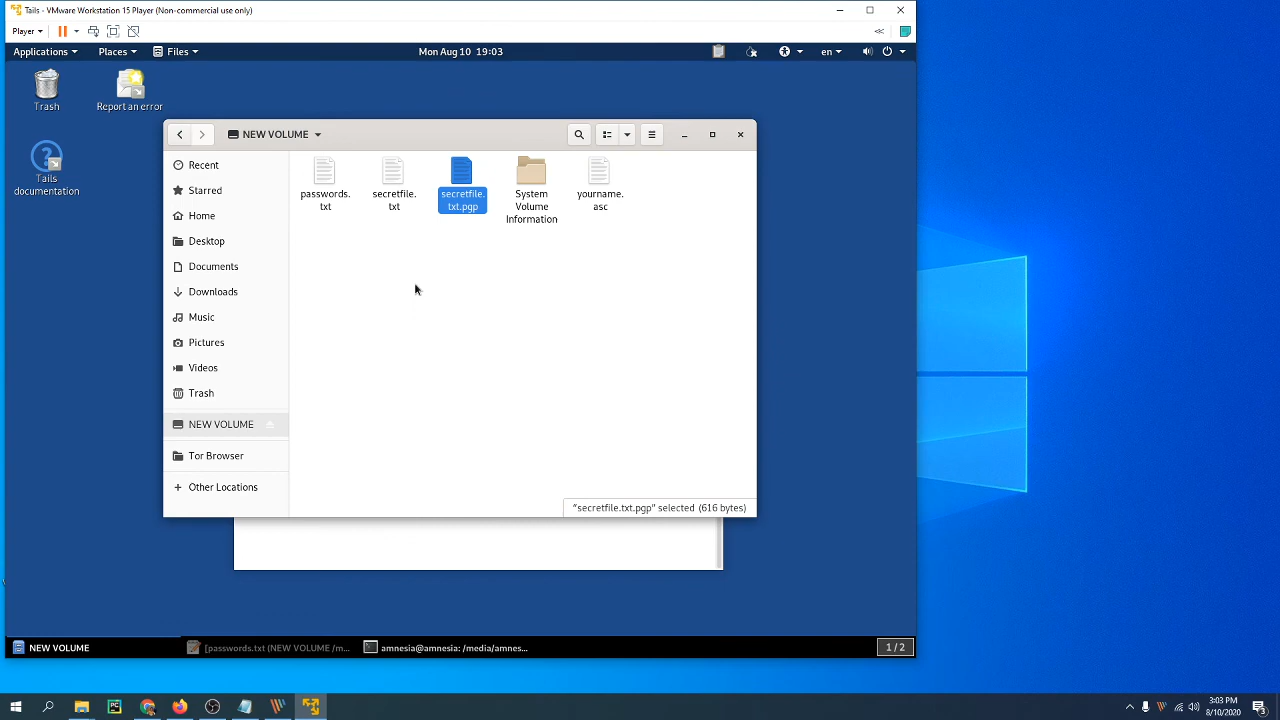 Tails - VMware Workstation 15 Player (Non-commercial use only)
Player
Applications Places Files Mon Aug 10 19:03 en
Trash
Report an error
Tails
documentation
NEW VOLUME
Recent
Starred
Home
Desktop
Documents
Downloads
Music
Pictures
Videos
Trash
NEW VOLUME
Tor Browser
Other Locations
passwords.
txt
secretfile.
txt
secretfile.
txt.pgp
System
Volume
Information
yourname.
asc
"secretfile.txt.pgp" selected (616 bytes)
NEW VOLUME
[passwords.txt (NEW VOLUME /m...
amnesia@amnesia: /media/amnes...
1 / 2
PC
3:03 PM
8/10/2020